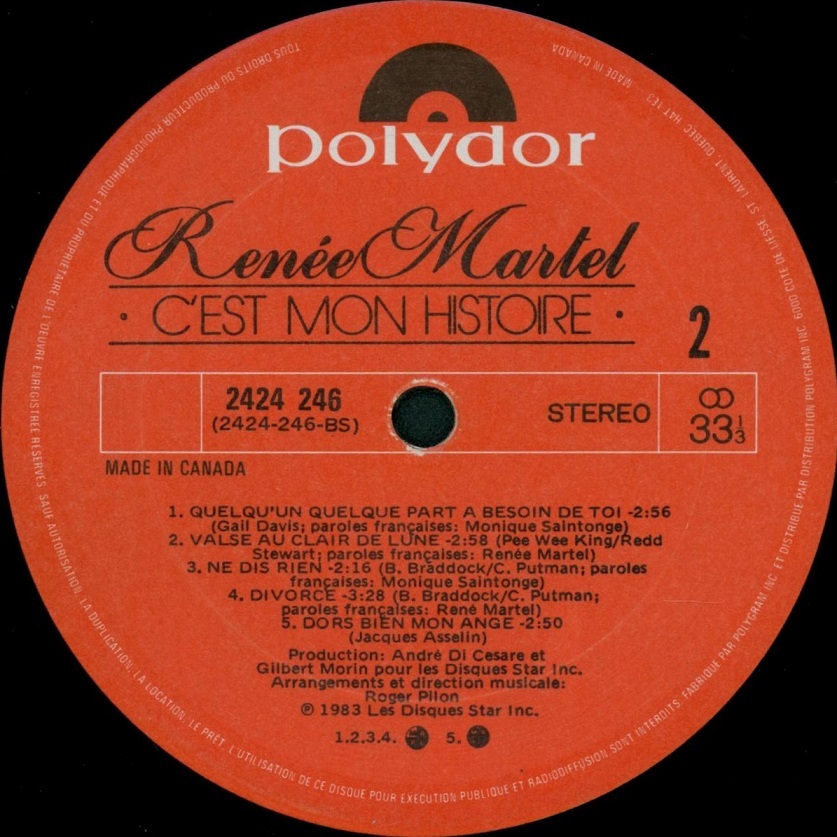 polydor
Renée Martel
· C'EST MON HISTOIRE ·
2
2424 246
(2424-246-BS)
STEREO
33⅓
MADE IN CANADA
1. QUELQU'UN QUELQUE PART A BESOIN DE TOI -2:56
(Gail Davis; paroles françaises: Monique Saintonge)
2. VALSE AU CLAIR DE LUNE -2:58 (Pee Wee King/Redd
Stewart; paroles françaises: Renée Martel)
3. NE DIS RIEN -2:16 (B. Braddock/C. Putman; paroles
françaises: Monique Saintonge)
4. DIVORCE -3:28 (B. Braddock/C. Putman;
paroles françaises: René Martel)
5. DORS BIEN MON ANGE -2:50
(Jacques Asselin)
Production: André Di Cesare et
Gilbert Morin pour les Disques Star Inc.
Arrangements et direction musicale:
Roger Pilon
℗ 1983 Les Disques Star Inc.
1.2.3.4. 5.
TOUS DROITS DU PRODUCTEUR PHONOGRAPHIQUE ET DU PROPRIETAIRE DE L'OEUVRE ENREGISTREE RESERVES. SAUF AUTORISATION, LA DUPLICATION, LA LOCATION, LE PRÊT, L'UTILISATION DE CE DISQUE POUR EXECUTION PUBLIQUE ET RADIODIFFUSION SONT INTERDITS. FABRIQUÉ PAR POLYGRAM INC. ET DISTRIBUÉ PAR DISTRIBUTION POLYGRAM INC. 6000 COTE DE LIESSE, ST. LAURENT, QUEBEC H4T 1E3 MADE IN CANADA